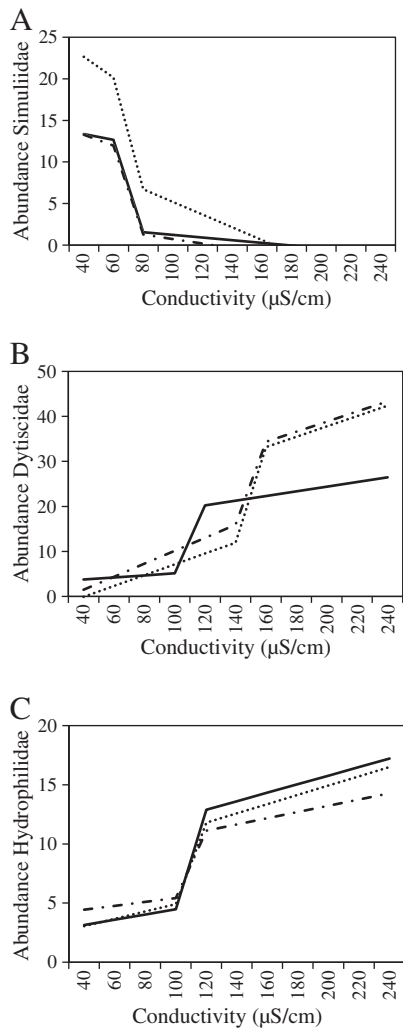 A
Abundance Simuliidae
25
20
15
10
5
0
40 60 80 100 120 140 160 180 200 220 240
Conductivity (µS/cm)
B
Abundance Dytiscidae
50
40
30
20
10
0
40 60 80 100 120 140 160 180 200 220 240
Conductivity (µS/cm)
C
Abundance Hydrophilidae
20
15
10
5
0
40 60 80 100 120 140 160 180 200 220 240
Conductivity (µS/cm)